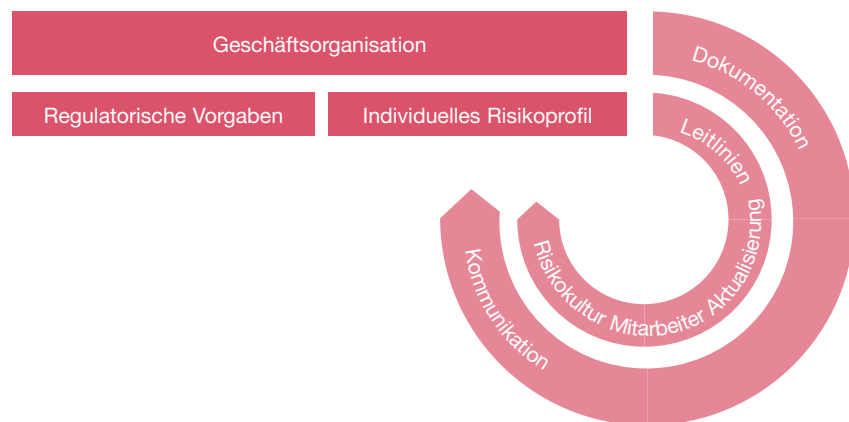 Geschäftsorganisation
Regulatorische Vorgaben
Individuelles Risikoprofil
Dokumentation
Leitlinien
Aktualisierung
Mitarbeiter
Risikokultur
Kommunikation